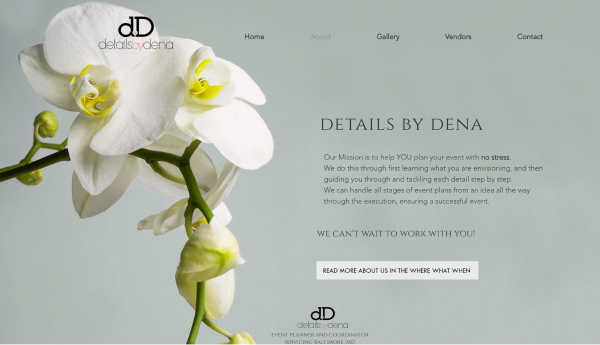 dD
detailsbydena
Home About Gallery Vendors Contact
DETAILS BY DENA
Our Mission is to help YOU plan your event with no stress.
We do this through first learning what you are envisioning, and then
guiding you through and tackling each detail step by step.
We can handle all stages of event plans from an idea all the way
through the execution, ensuring a successful event.
WE CAN'T WAIT TO WORK WITH YOU!
READ MORE ABOUT US IN THE WHERE WHAT WHEN
dD
detailsbydena
EVENT PLANNER AND COORDINATOR
SERVICING BALTIMORE, MD